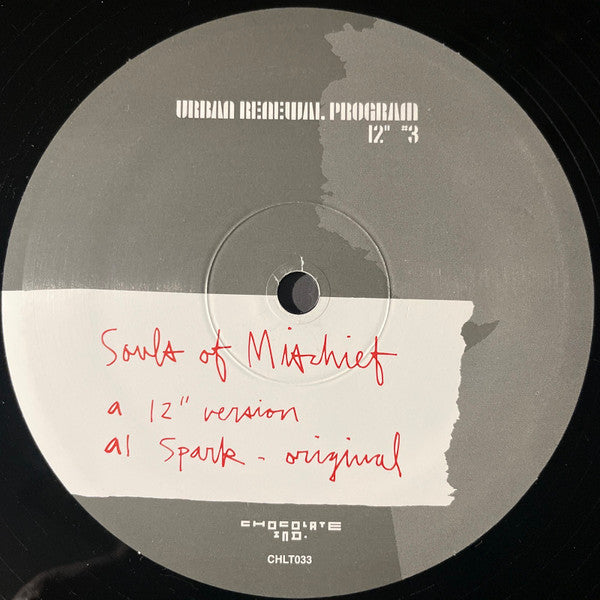 URBAN RENEWAL PROGRAM
12" #3
Souls of Mischief
a 12" version
a1 Spark - original
CHOCOLATE
IND.
CHLT033